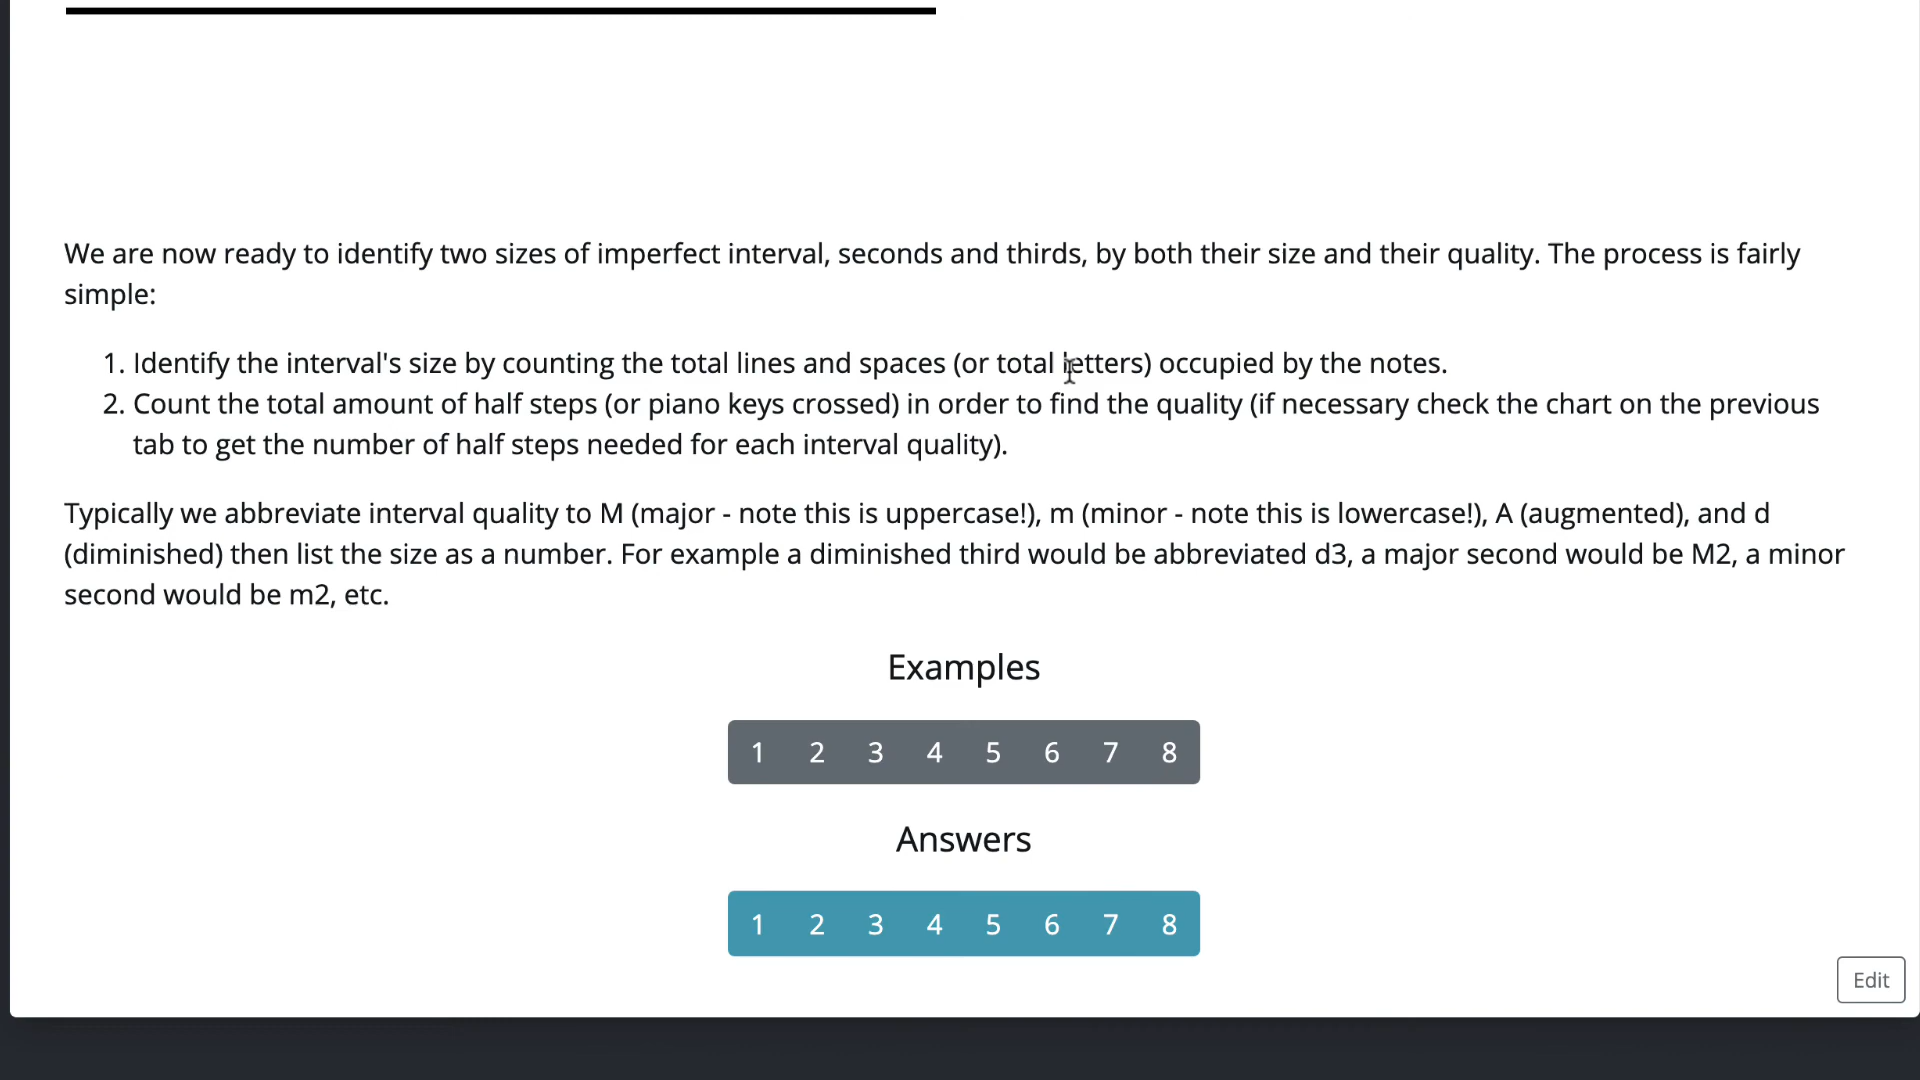 We are now ready to identify two sizes of imperfect interval, seconds and thirds, by both their size and their quality. The process is fairly
simple:
1. Identify the interval's size by counting the total lines and spaces (or total letters) occupied by the notes.
2. Count the total amount of half steps (or piano keys crossed) in order to find the quality (if necessary check the chart on the previous
tab to get the number of half steps needed for each interval quality).
Typically we abbreviate interval quality to M (major - note this is uppercase!), m (minor - note this is lowercase!), A (augmented), and d
(diminished) then list the size as a number. For example a diminished third would be abbreviated d3, a major second would be M2, a minor
second would be m2, etc.
Examples
1 2 3 4 5 6 7 8
Answers
1 2 3 4 5 6 7 8
Edit